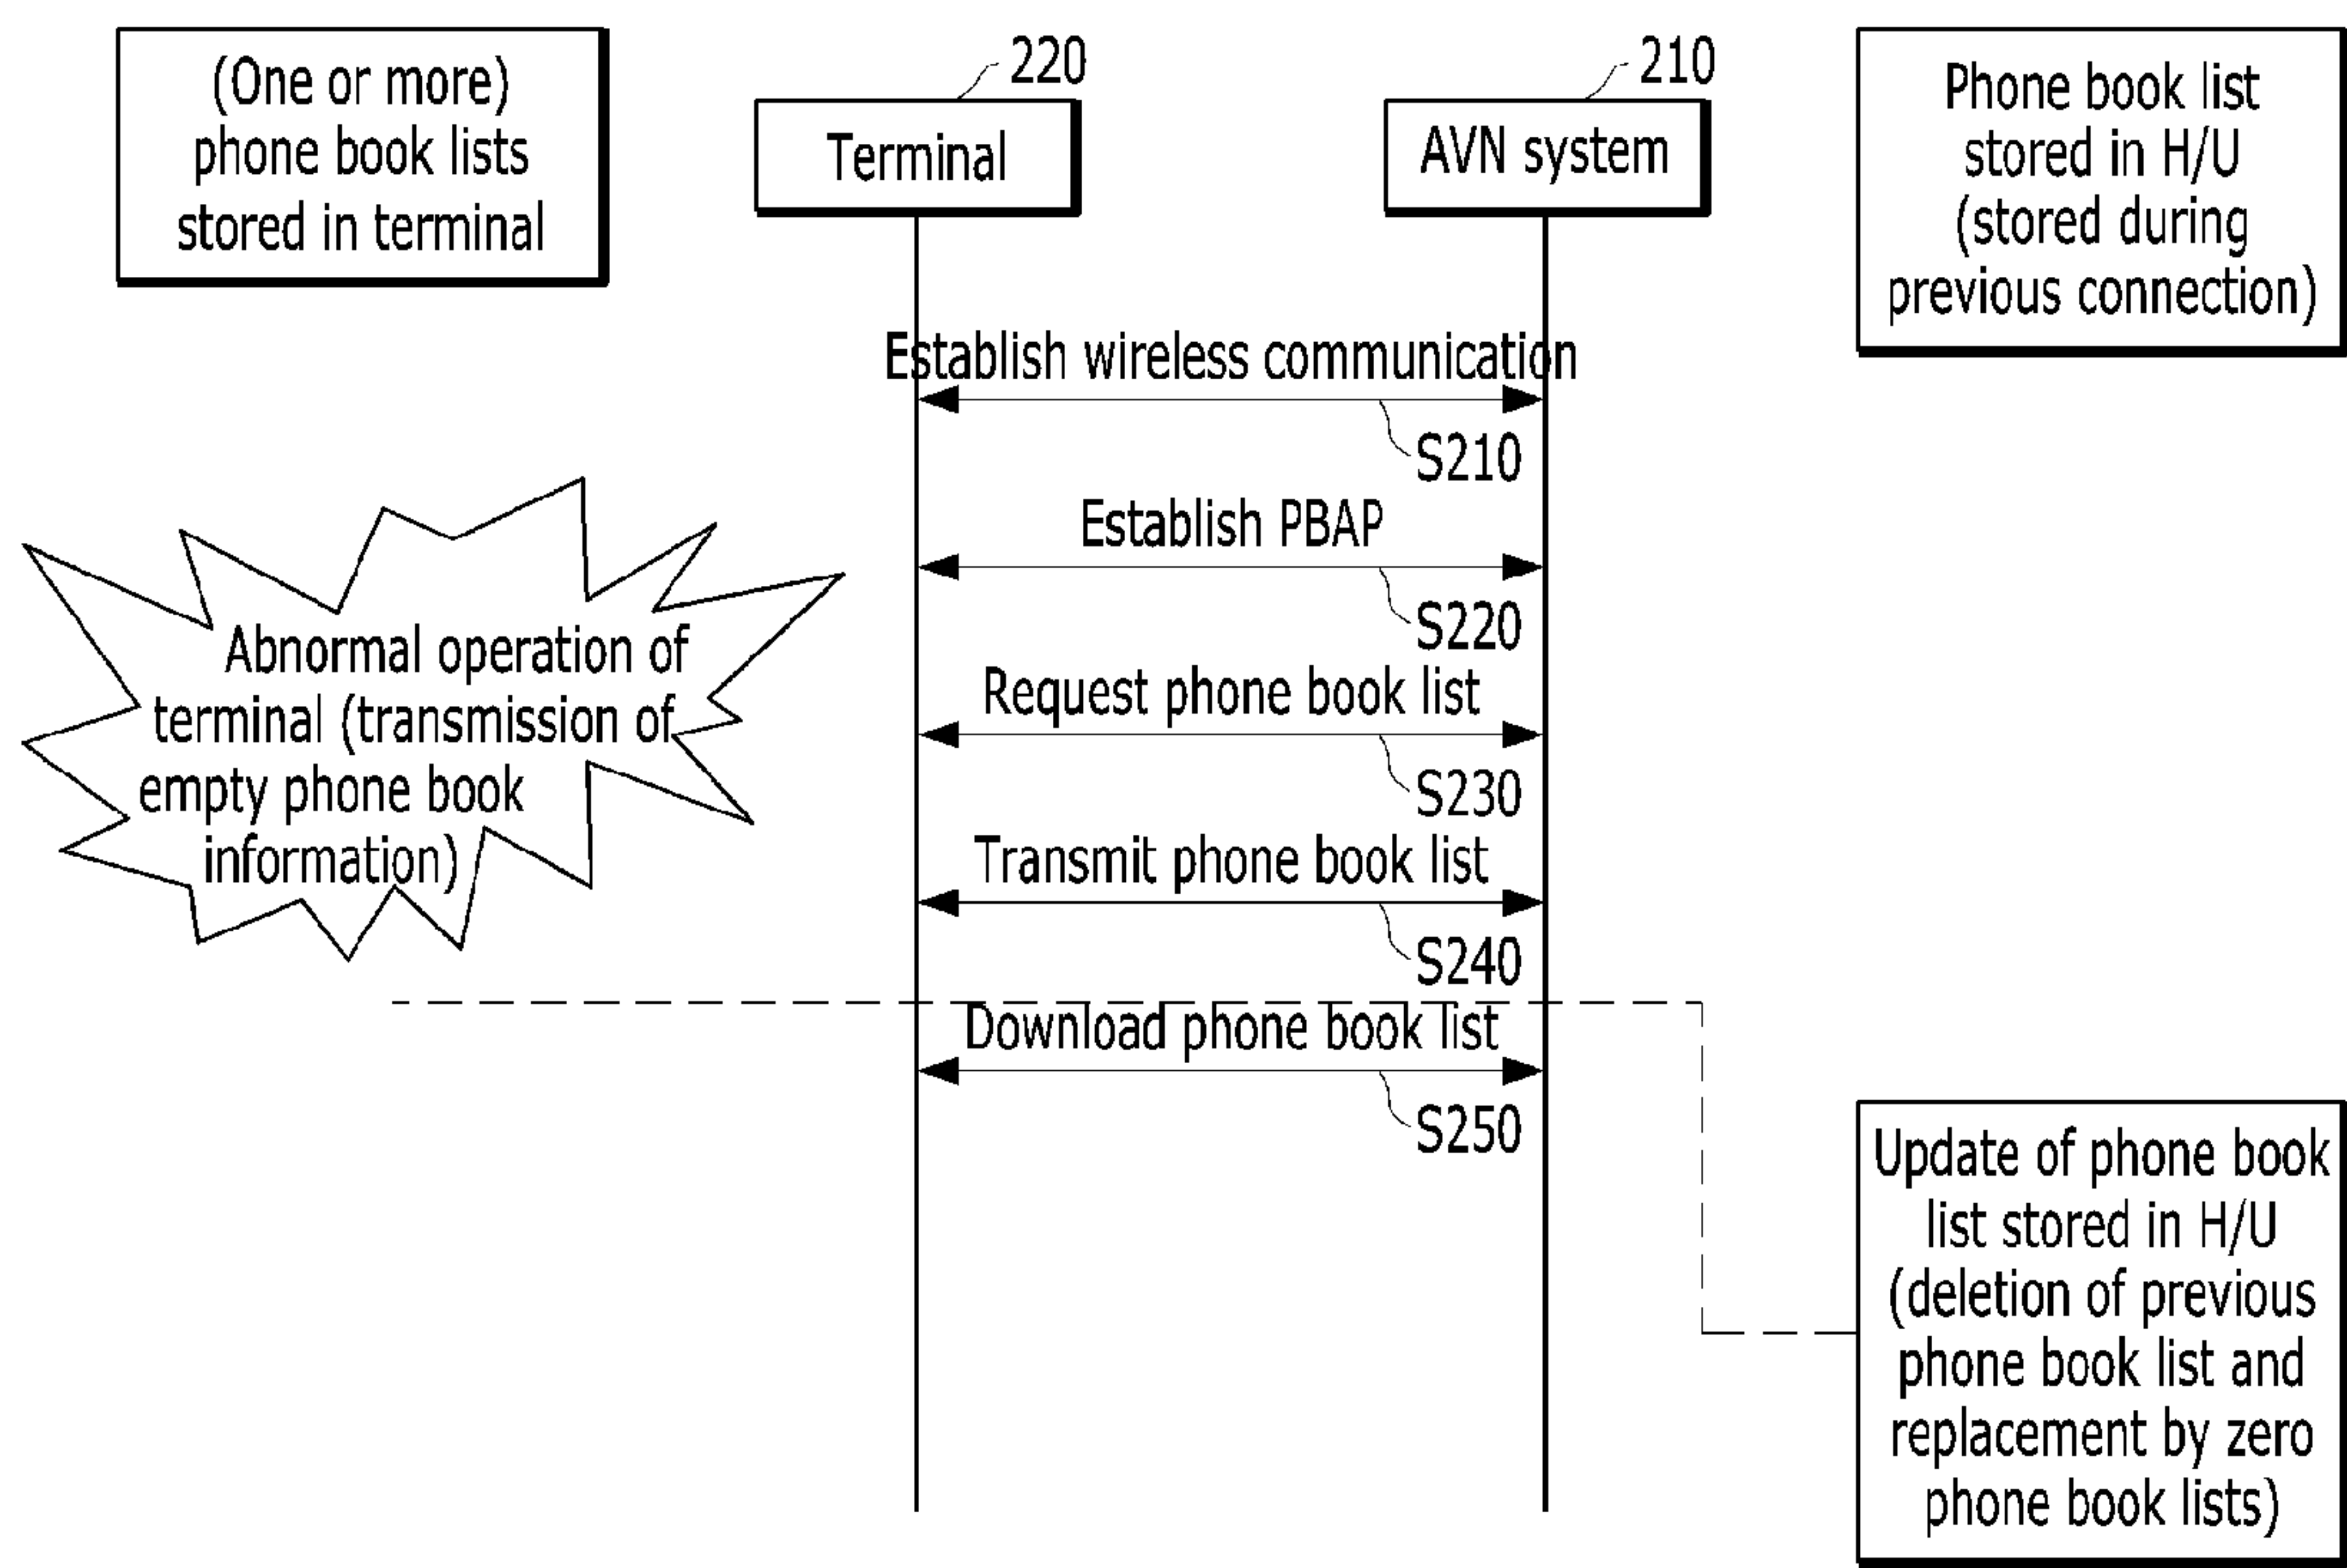 (One or more)
phone book lists
stored in terminal
220
Terminal
210
AVN system
Phone book list
stored in H/U
(stored during
previous connection)
Establish wireless communication
S210
Establish PBAP
S220
Abnormal operation of
terminal (transmission of
empty phone book
information)
Request phone book list
S230
Transmit phone book list
S240
Download phone book list
S250
Update of phone book
list stored in H/U
(deletion of previous
phone book list and
replacement by zero
phone book lists)